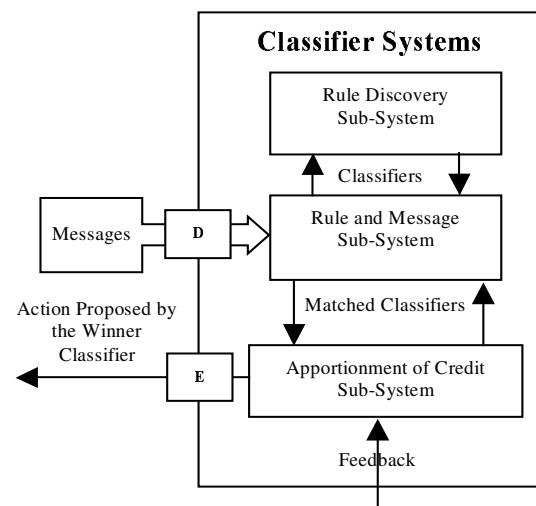 Classifier Systems
Rule Discovery
Sub-System
Classifiers
Messages
D
Rule and Message
Sub-System
Matched Classifiers
Action Proposed by
the Winner
Classifier
E
Apportionment of Credit
Sub-System
Feedback